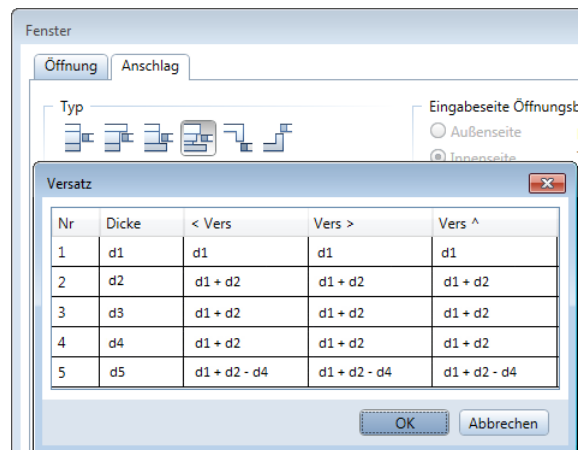 Fenster
Öffnung Anschlag
Typ
Eingabeseite Öffnungsb
Außenseite
Innenseite
Versatz
Nr Dicke < Vers Vers > Vers ^
1 d1 d1 d1 d1
2 d2 d1 + d2 d1 + d2 d1 + d2
3 d3 d1 + d2 d1 + d2 d1 + d2
4 d4 d1 + d2 d1 + d2 d1 + d2
5 d5 d1 + d2 - d4 d1 + d2 - d4 d1 + d2 - d4
OK Abbrechen